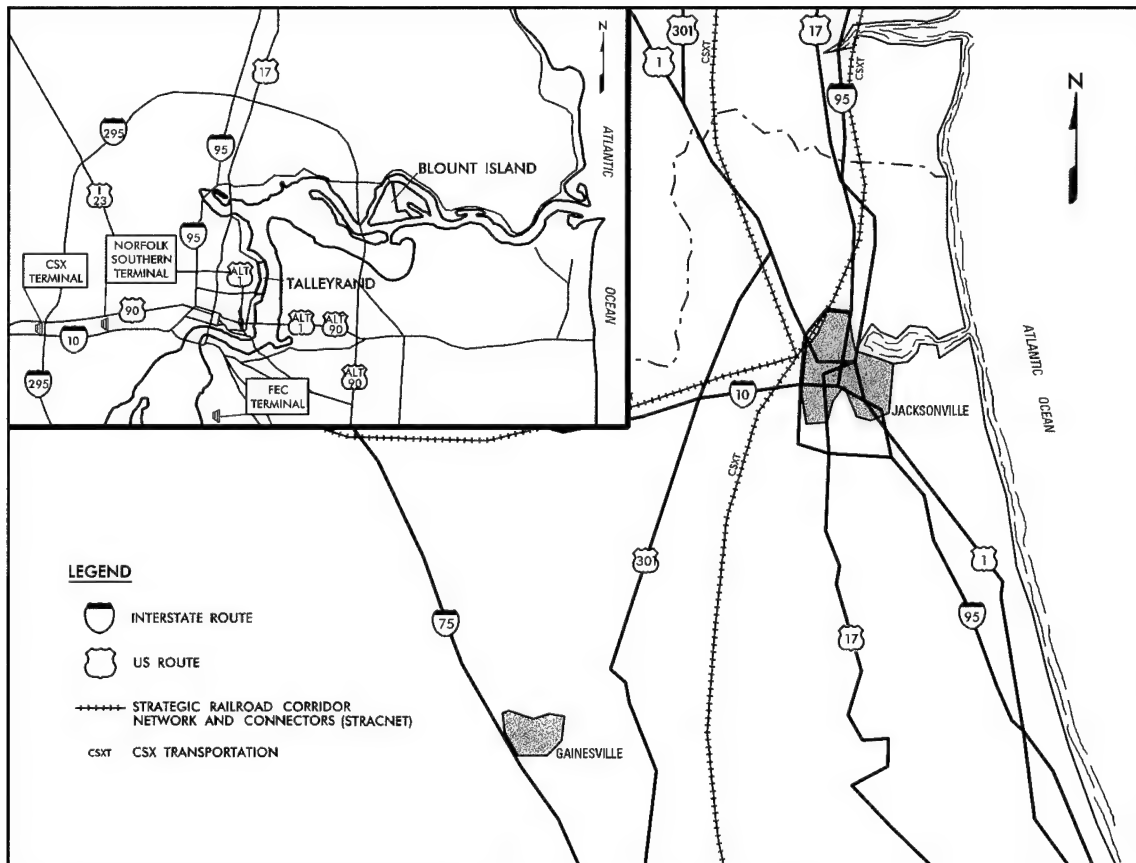 N
17
295
95
ATLANTIC
BLOUNT ISLAND
1
23
95
NORFOLK
SOUTHERN
TERMINAL
CSX
TERMINAL
ALT
1
TALLEYRAND
90
ALT
1
ALT
90
OCEAN
10
295
ALT
90
FEC
TERMINAL
301
17
1
CSXT
CSXT
95
N
ATLANTIC
OCEAN
10
JACKSONVILLE
CSXT
301
1
75
95
17
GAINESVILLE
LEGEND
INTERSTATE ROUTE
US ROUTE
STRATEGIC RAILROAD CORRIDOR
NETWORK AND CONNECTORS (STRACNET)
CSXT CSX TRANSPORTATION